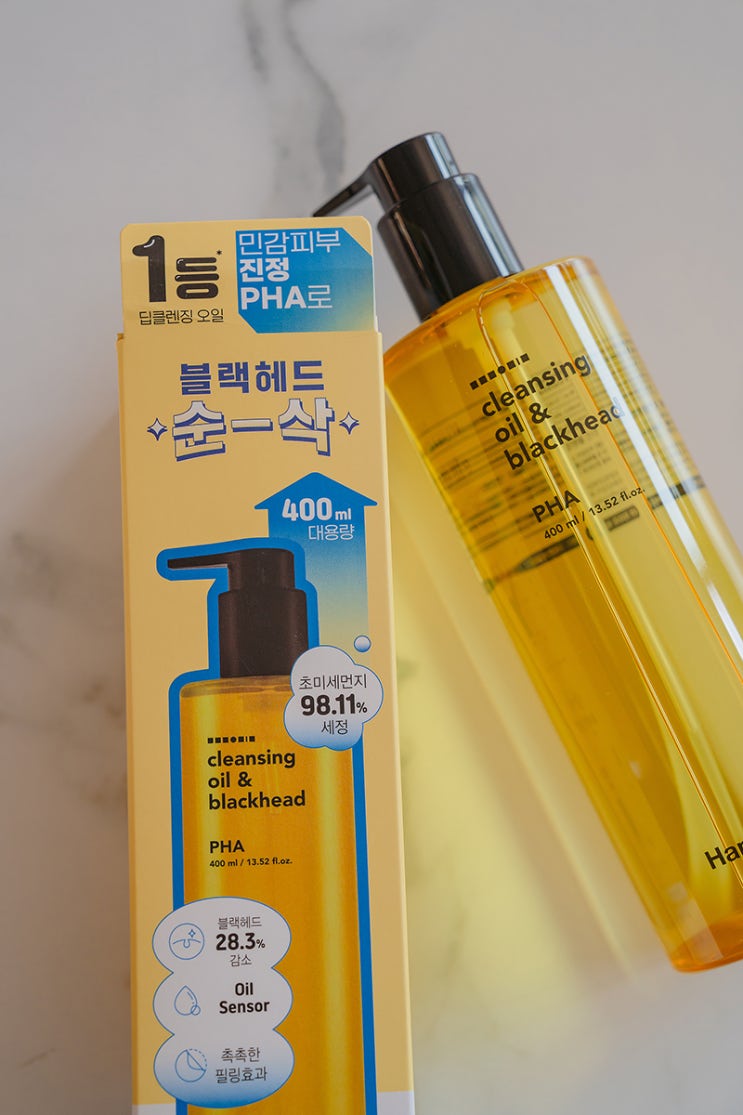 1등*
딥클렌징 오일
민감피부
진정
PHA로
블랙헤드
순-삭
400ml
대용량
초미세먼지
98.11%
세정
cleansing
oil &
blackhead
PHA
400 ml / 13.52 fl.oz.
블랙헤드
28.3%
감소
Oil
Sensor
촉촉한
필링효과
cleansing
oil &
blackhead
PHA
400 ml / 13.52 fl.oz.